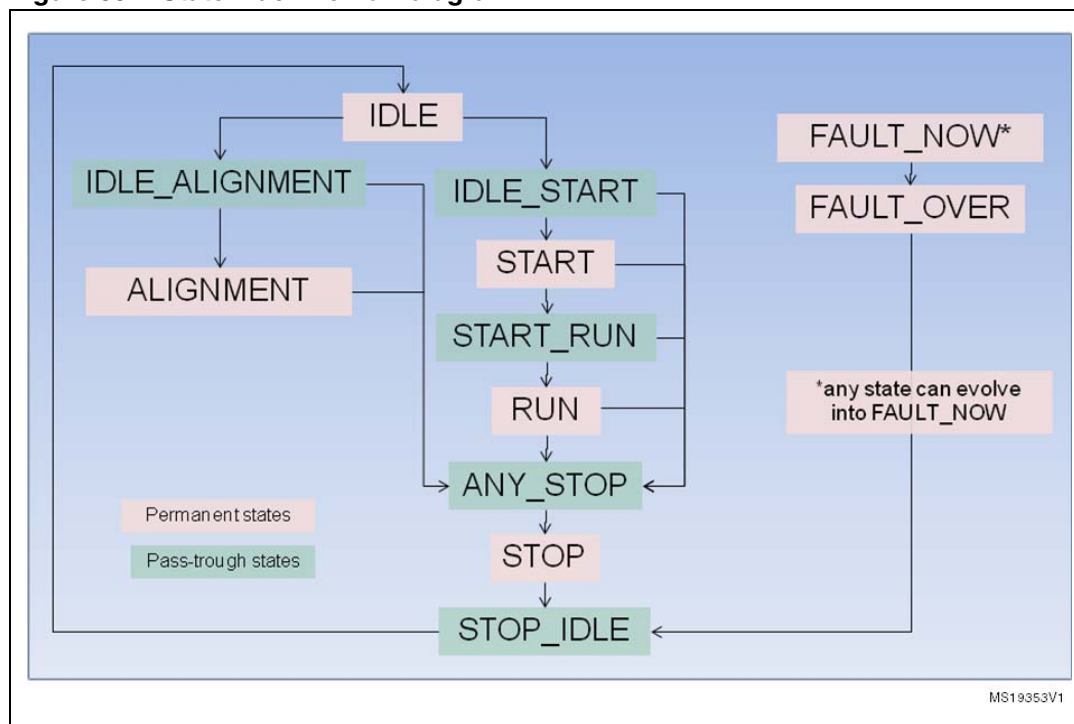 IDLE
IDLE_ALIGNMENT
ALIGNMENT
IDLE_START
START
START_RUN
RUN
ANY_STOP
STOP
STOP_IDLE
FAULT_NOW*
FAULT_OVER
*any state can evolve
into FAULT_NOW
Permanent states
Pass-trough states
MS19353V1